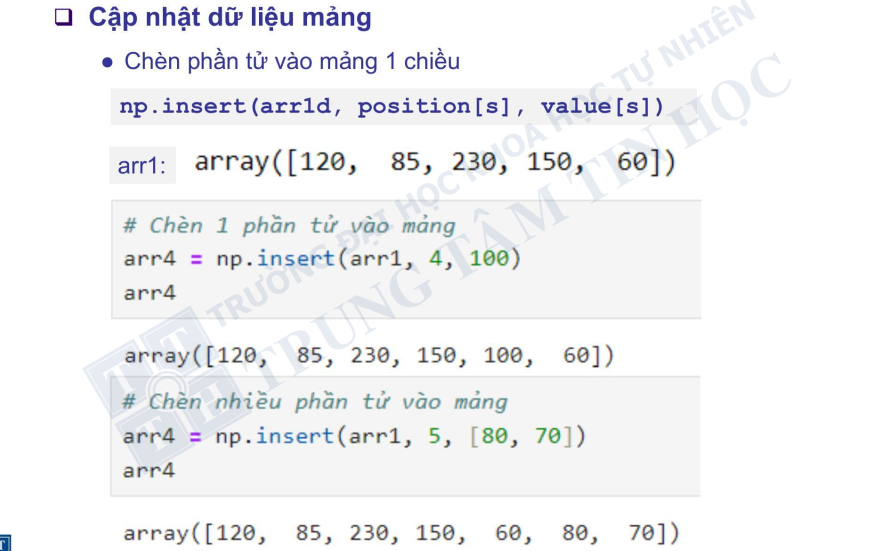 Cập nhật dữ liệu mảng
• Chèn phần tử vào mảng 1 chiều
np.insert(arr1d, position[s], value[s])
arr1: array([120,  85, 230, 150,  60])
# Chèn 1 phần tử vào mảng
arr4 = np.insert(arr1, 4, 100)
arr4
array([120,  85, 230, 150, 100,  60])
# Chèn nhiều phần tử vào mảng
arr4 = np.insert(arr1, 5, [80, 70])
arr4
array([120,  85, 230, 150,  60,  80,  70])
TRƯỜNG ĐẠI HỌC KHOA HỌC TỰ NHIÊN
TRUNG TÂM TIN HỌC